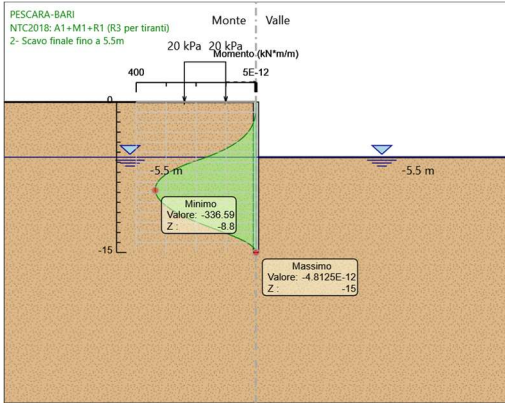 PESCARA-BARI
NTC2018: A1+M1+R1 (R3 per tiranti)
2- Scavo finale fino a 5.5m
Monte Valle
20 kPa 20 kPa
Momento (kN*m/m)
400 5E-12
0
-5.5 m -5.5 m
Minimo
Valore: -336.59
Z : -8.8
-15
Massimo
Valore: -4.8125E-12
Z : -15